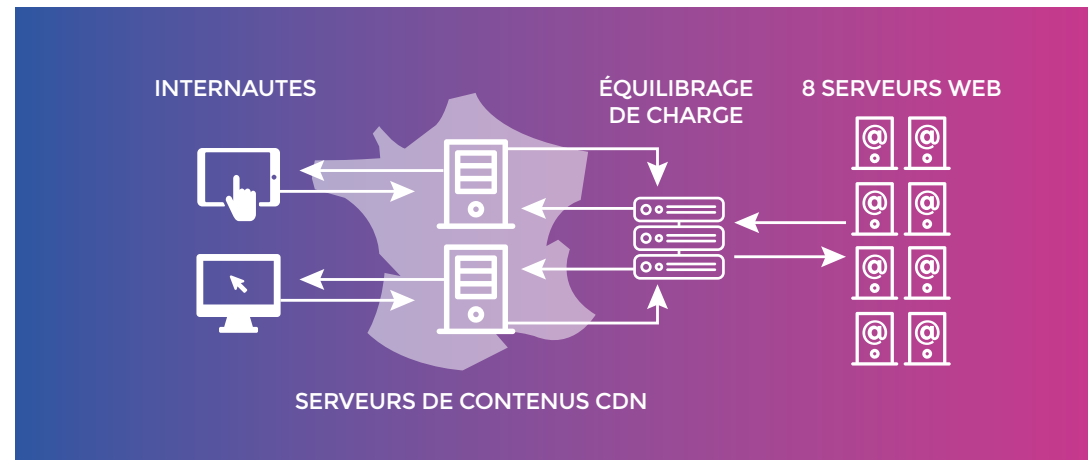 INTERNAUTES
ÉQUILIBRAGE
DE CHARGE
8 SERVEURS WEB
@ @
@ @
@ @
@ @
SERVEURS DE CONTENUS CDN